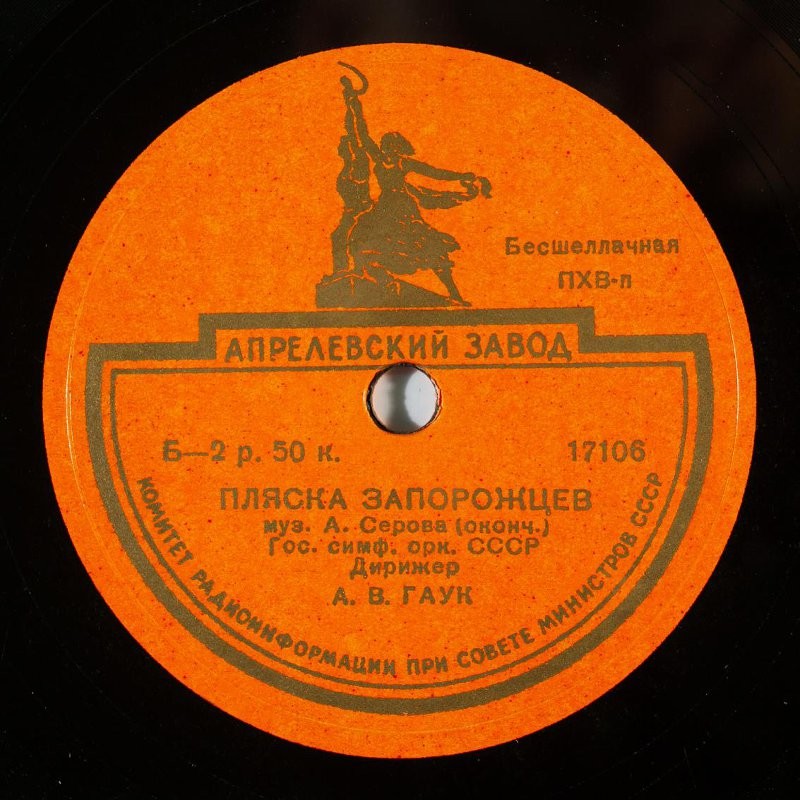 Бесшеллачная
ПХВ-п
АПРЕЛЕВСКИЙ ЗАВОД
Б—2 р. 50 к.
17106
ПЛЯСКА ЗАПОРОЖЦЕВ
муз. А. Серова (оконч.)
Гос. симф. орк. СССР
Дирижер
А. В. ГАУК
КОМИТЕТ РАДИОИНФОРМАЦИИ ПРИ СОВЕТЕ МИНИСТРОВ СССР